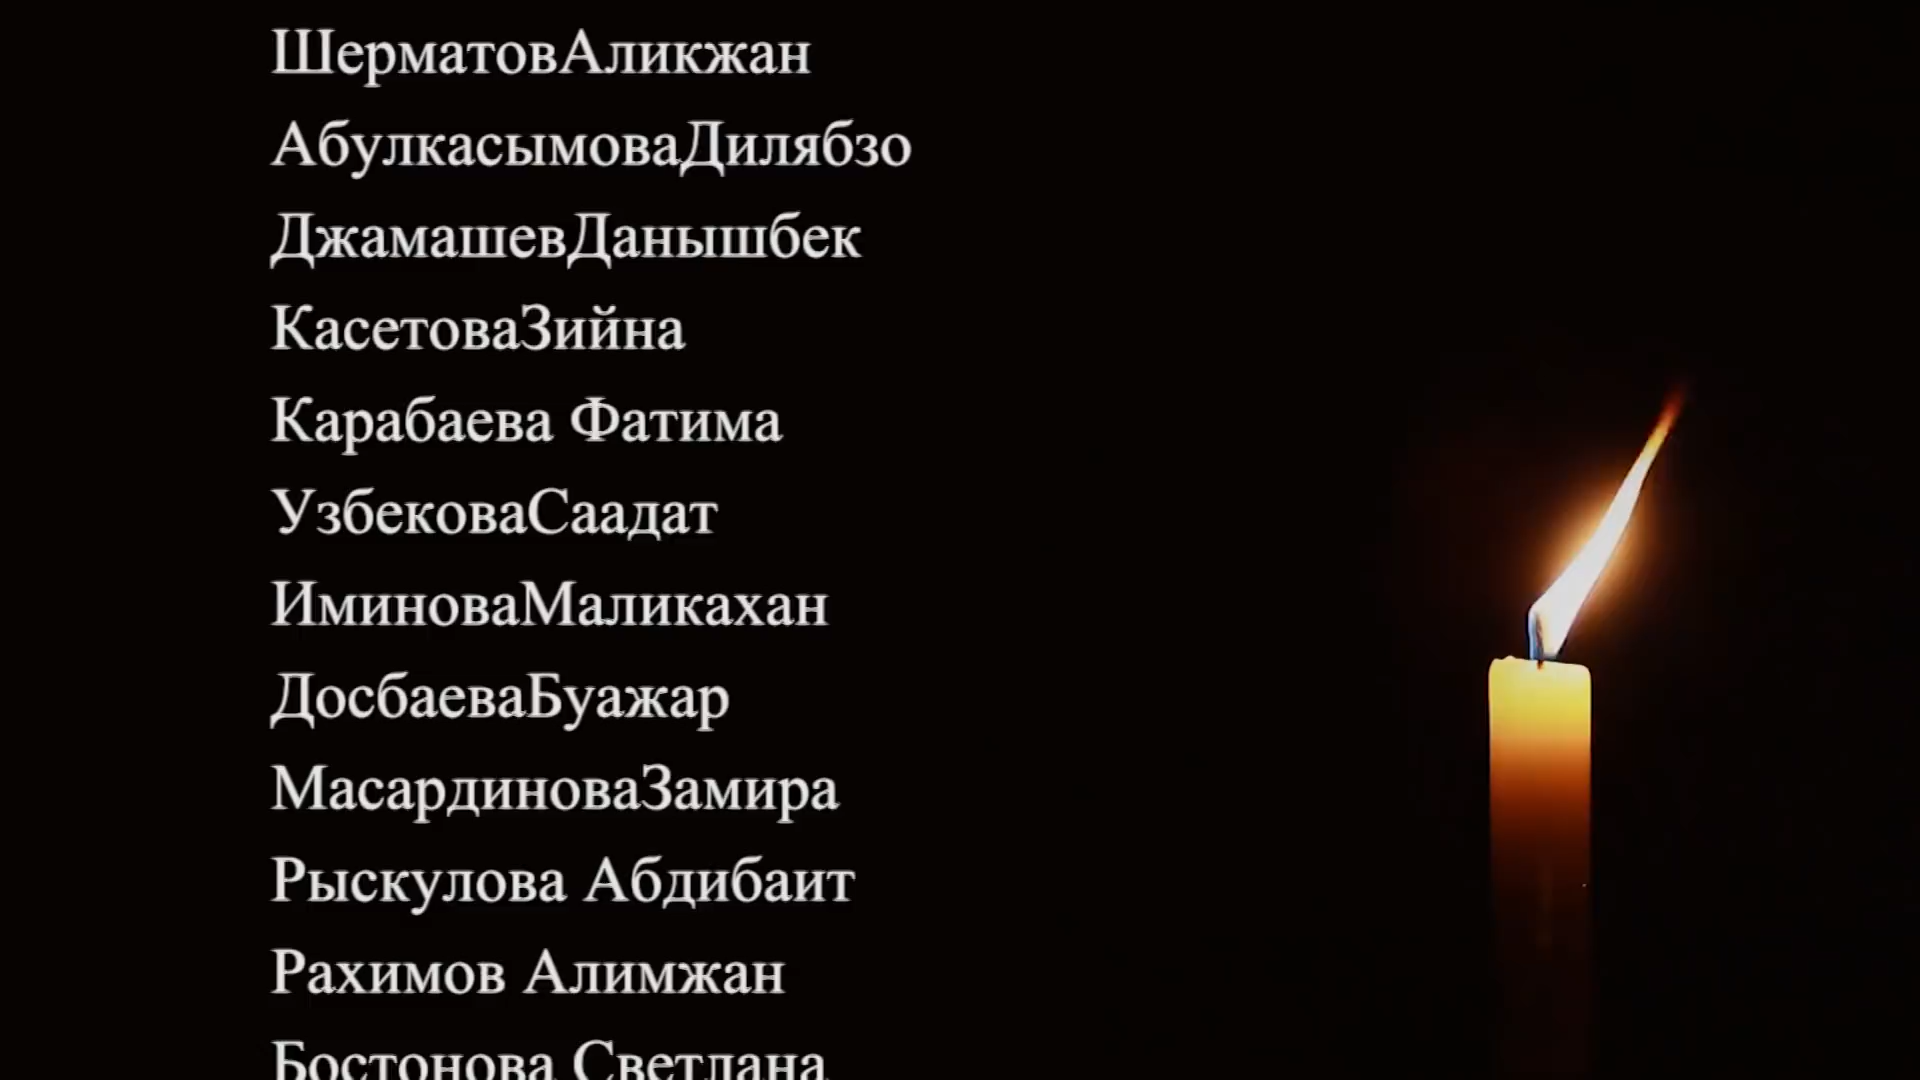 ШерматовАликжан
АбулкасымоваДилябзо
ДжамашевДанышбек
КасетоваЗийна
Карабаева Фатима
УзбековаСаадат
ИминоваМаликахан
ДосбаеваБуажар
МасардиноваЗамира
Рыскулова Абдибаит
Рахимов Алимжан
Бостонова Светлана